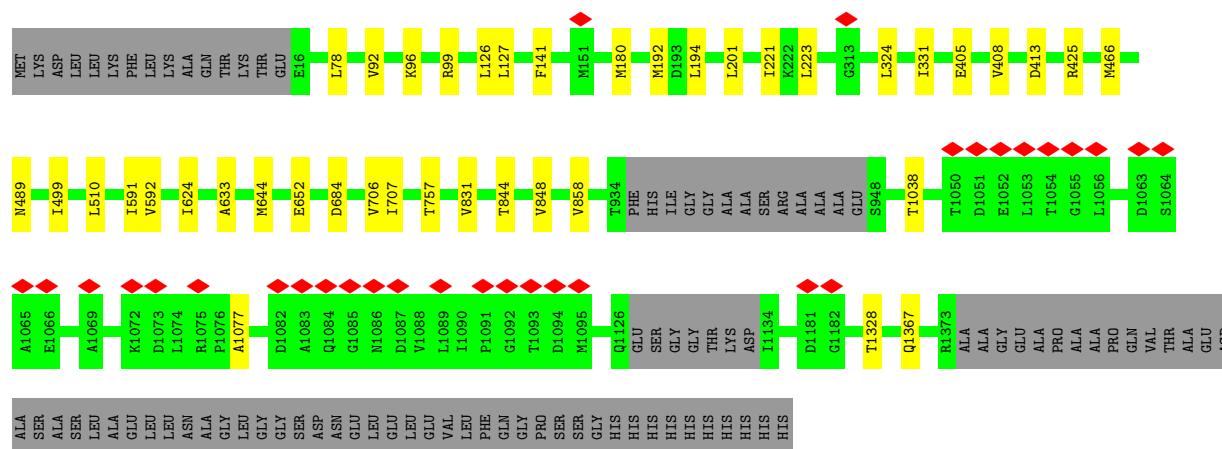 MET LYS ASP LEU LEU LYS PHE LEU LYS ALA GLN THR LYS THR GLU E16 L78 V92 K96 R99 L126 L127 F141 M151 M180 M192 D193 L194 L201 I221 K222 L223 G313 L324 I331 E405 V408 D413 R425 M466
N489 I499 L510 I591 V592 I624 A633 M644 E652 D684 V706 I707 T757 V831 T844 V848 V858 T934 PHE HIS ILE GLY GLY ALA ALA SER ARG ALA ALA ALA GLU S948 T1038 T1050 D1051 E1052 L1053 T1054 G1055 L1056 D1063 S1064
A1065 E1066 A1069 K1072 D1073 L1074 R1075 P1076 A1077 D1082 A1083 Q1084 G1085 N1086 D1087 V1088 L1089 I1090 P1091 G1092 T1093 D1094 M1095 Q1126 GLU SER GLY GLY THR LYS ASP I1134 D1181 G1182 T1328 Q1367 R1373 ALA ALA GLY GLU ALA PRO ALA ALA PRO GLN VAL THR ALA GLU
ALA SER ALA SER LEU ALA GLU LEU LEU ASN ALA GLY LEU GLY GLY SER ASP ASN GLU LEU GLU LEU GLU VAL LEU PHE GLN GLY PRO SER SER GLY HIS HIS HIS HIS HIS HIS HIS HIS HIS HIS